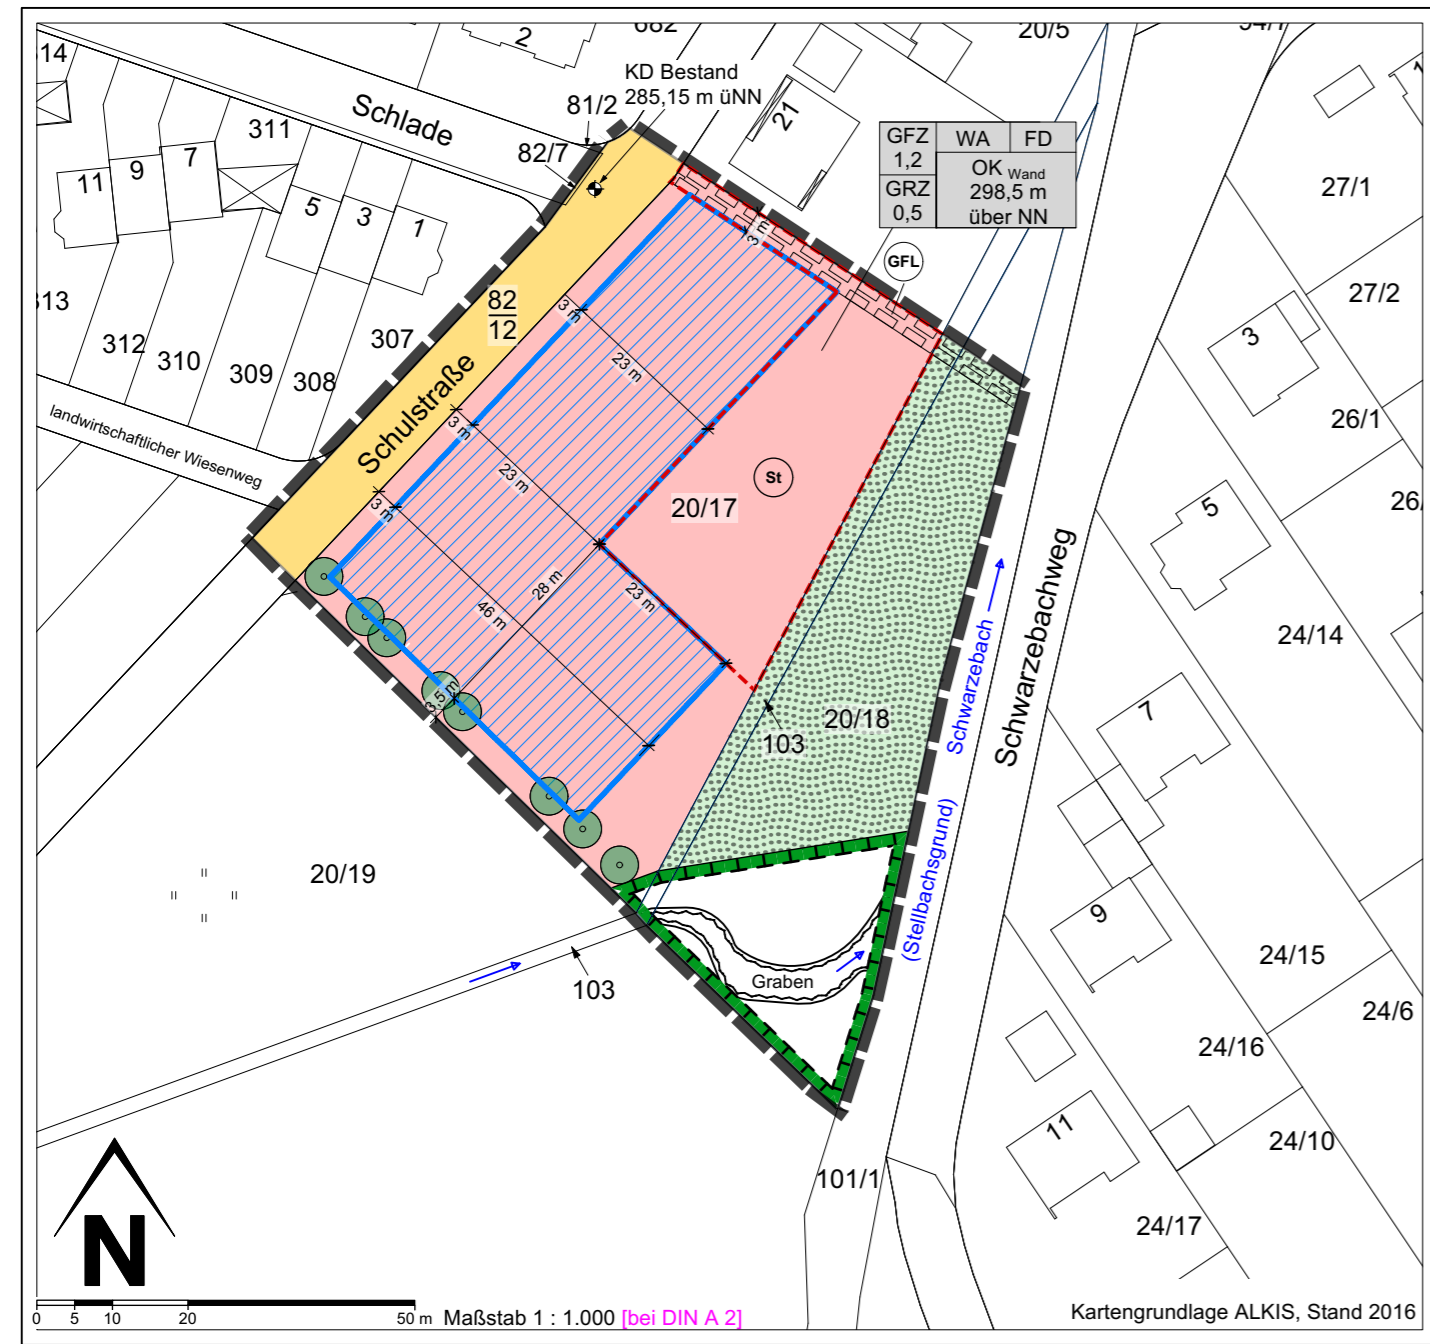 2
20/5
14
KD Bestand
285,15 m üNN
Schlade
81/2
311
21
GFZ
1,2
WA
FD
82/7
OK Wand
298,5 m
über NN
GRZ
0,5
11
9
7
5
3
1
27/1
3 m
GFL
313
82
12
27/2
3
312
310
307
309
308
3 m
23 m
26/1
landwirtschaftlicher Wiesenweg
Schulstraße
3 m
23 m
St
20/17
5
3 m
28 m
23 m
46 m
24/14
Schwarzebach
Schwarzebachweg
3,5 m
20/18
7
103
(Stellbachsgrund)
20/19
9
24/15
Graben
103
24/6
24/16
11
24/10
101/1
24/17
N
0 5 10 20 50 m
Maßstab 1 : 1.000 [bei DIN A 2]
Kartengrundlage ALKIS, Stand 2016